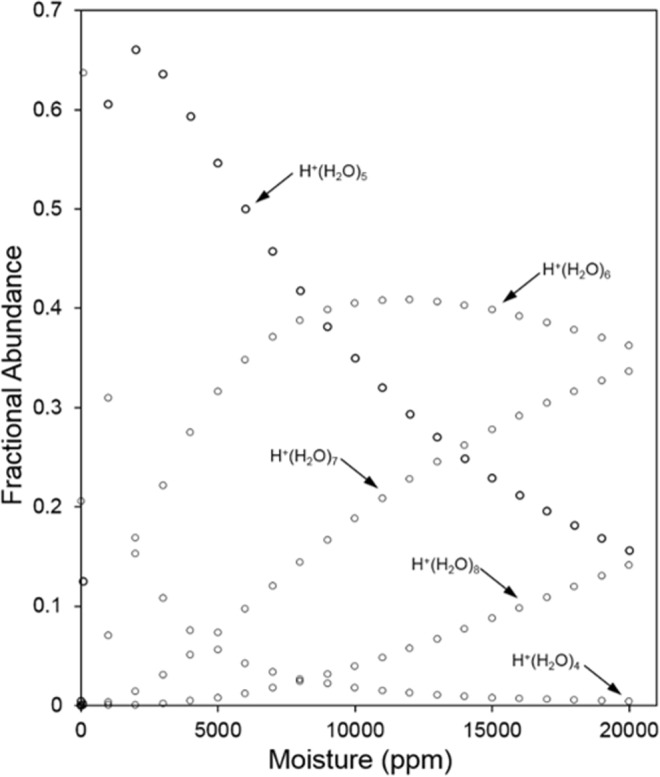 0.7
0.6
H⁺(H₂O)₅
0.5
H⁺(H₂O)₆
0.4
Fractional Abundance
0.3
H⁺(H₂O)₇
0.2
H⁺(H₂O)₈
0.1
H⁺(H₂O)₄
0
0 5000 10000 15000 20000
Moisture (ppm)